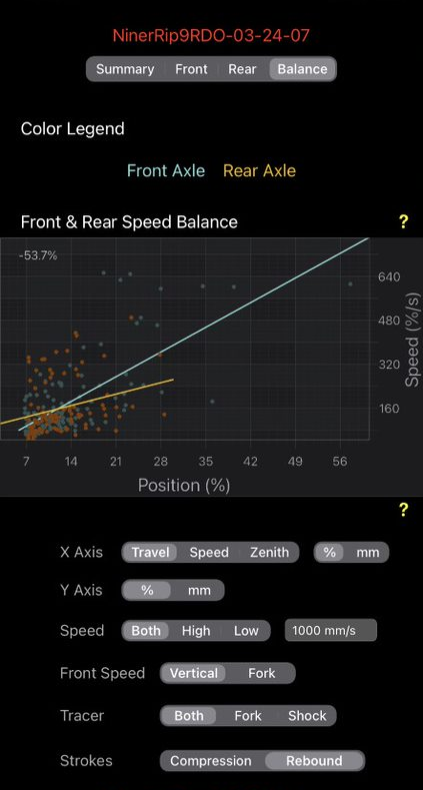 NinerRip9RDO-03-24-07
Summary Front Rear Balance
Color Legend
Front Axle Rear Axle
Front & Rear Speed Balance ?
-53.7%
640
480
320
160
Speed (%/s)
7 14 21 28 35 42 49 56
Position (%)
?
X Axis Travel Speed Zenith % mm
Y Axis % mm
Speed Both High Low 1000 mm/s
Front Speed Vertical Fork
Tracer Both Fork Shock
Strokes Compression Rebound